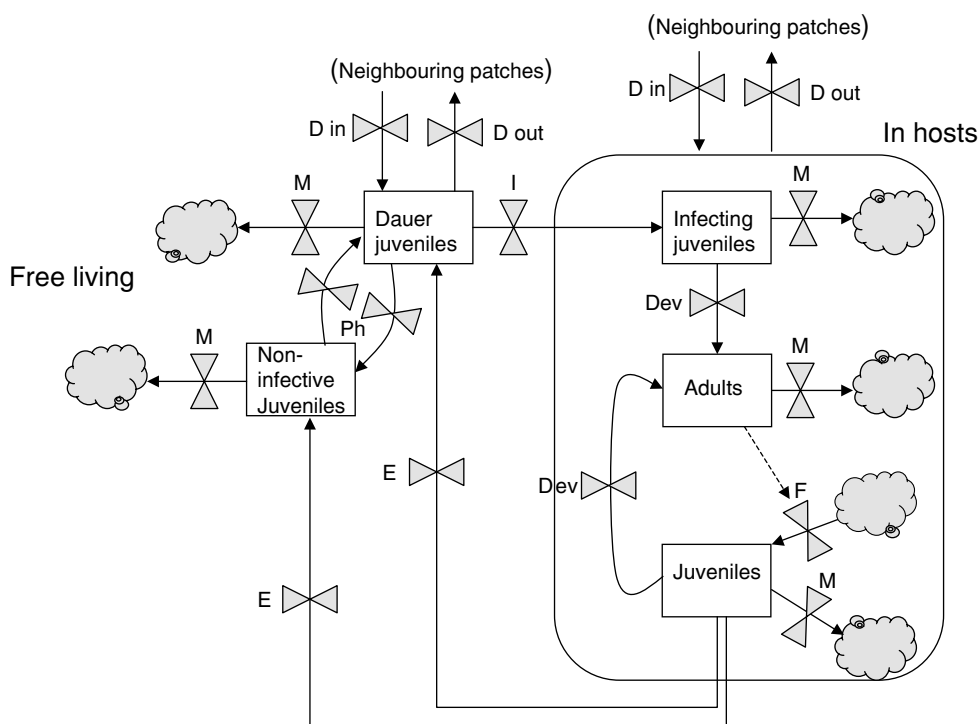 (Neighbouring patches)
(Neighbouring patches)
D in
D out
D in
D out
In hosts
M
I
M
Dauer
juveniles
Infecting
juveniles
Free living
Dev
Ph
M
Non-
infective
Juveniles
M
Adults
E
Dev
F
Juveniles
M
E